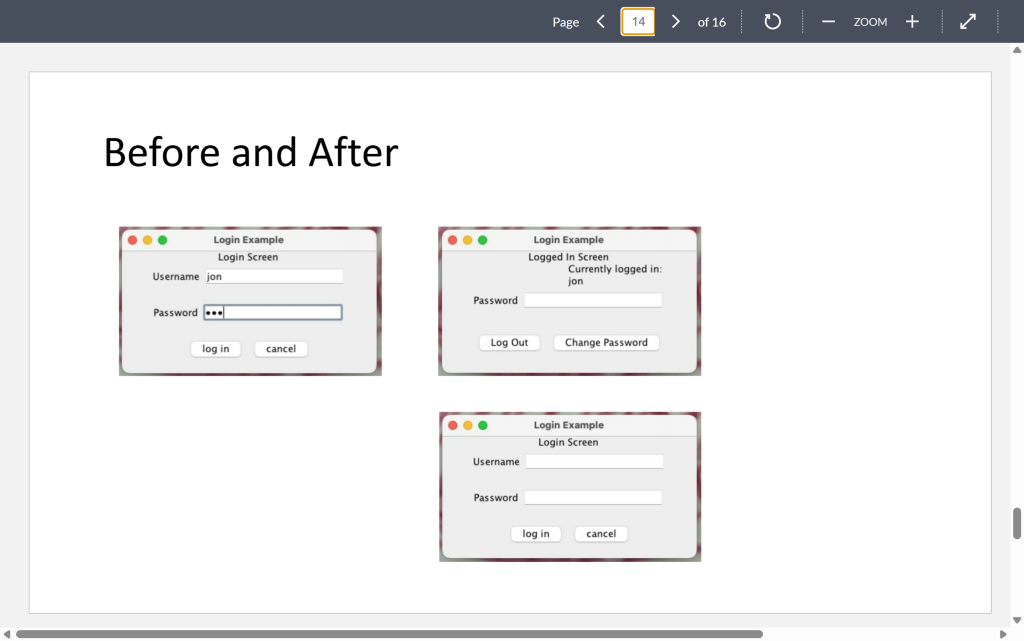 Page 14 of 16 ZOOM
Before and After
Login Example
Login Screen
Username jon
Password •••
log in cancel
Login Example
Logged In Screen
Currently logged in:
jon
Password
Log Out Change Password
Login Example
Login Screen
Username
Password
log in cancel